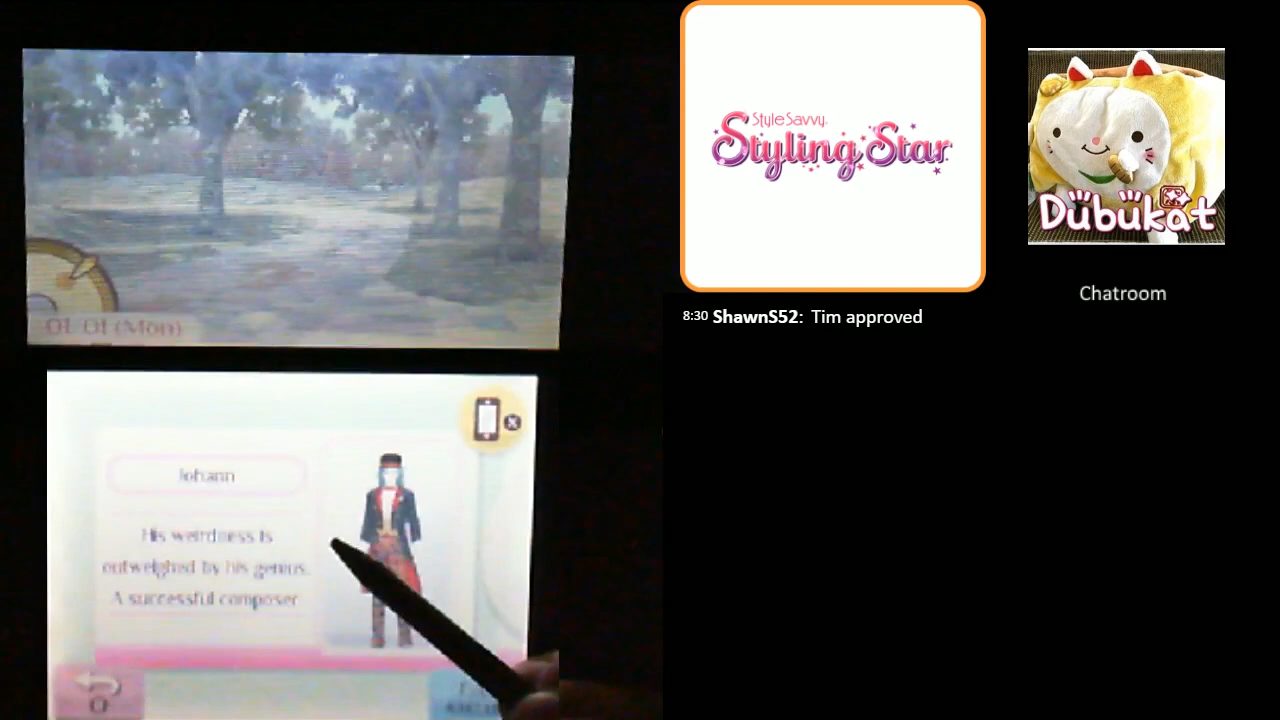 01 01 (Mon)
Johann
His weirdness is
outweighed by his genius.
A successful composer
Style Savvy
Styling Star
Dubukat
Chatroom
8:30 ShawnS52: Tim approved